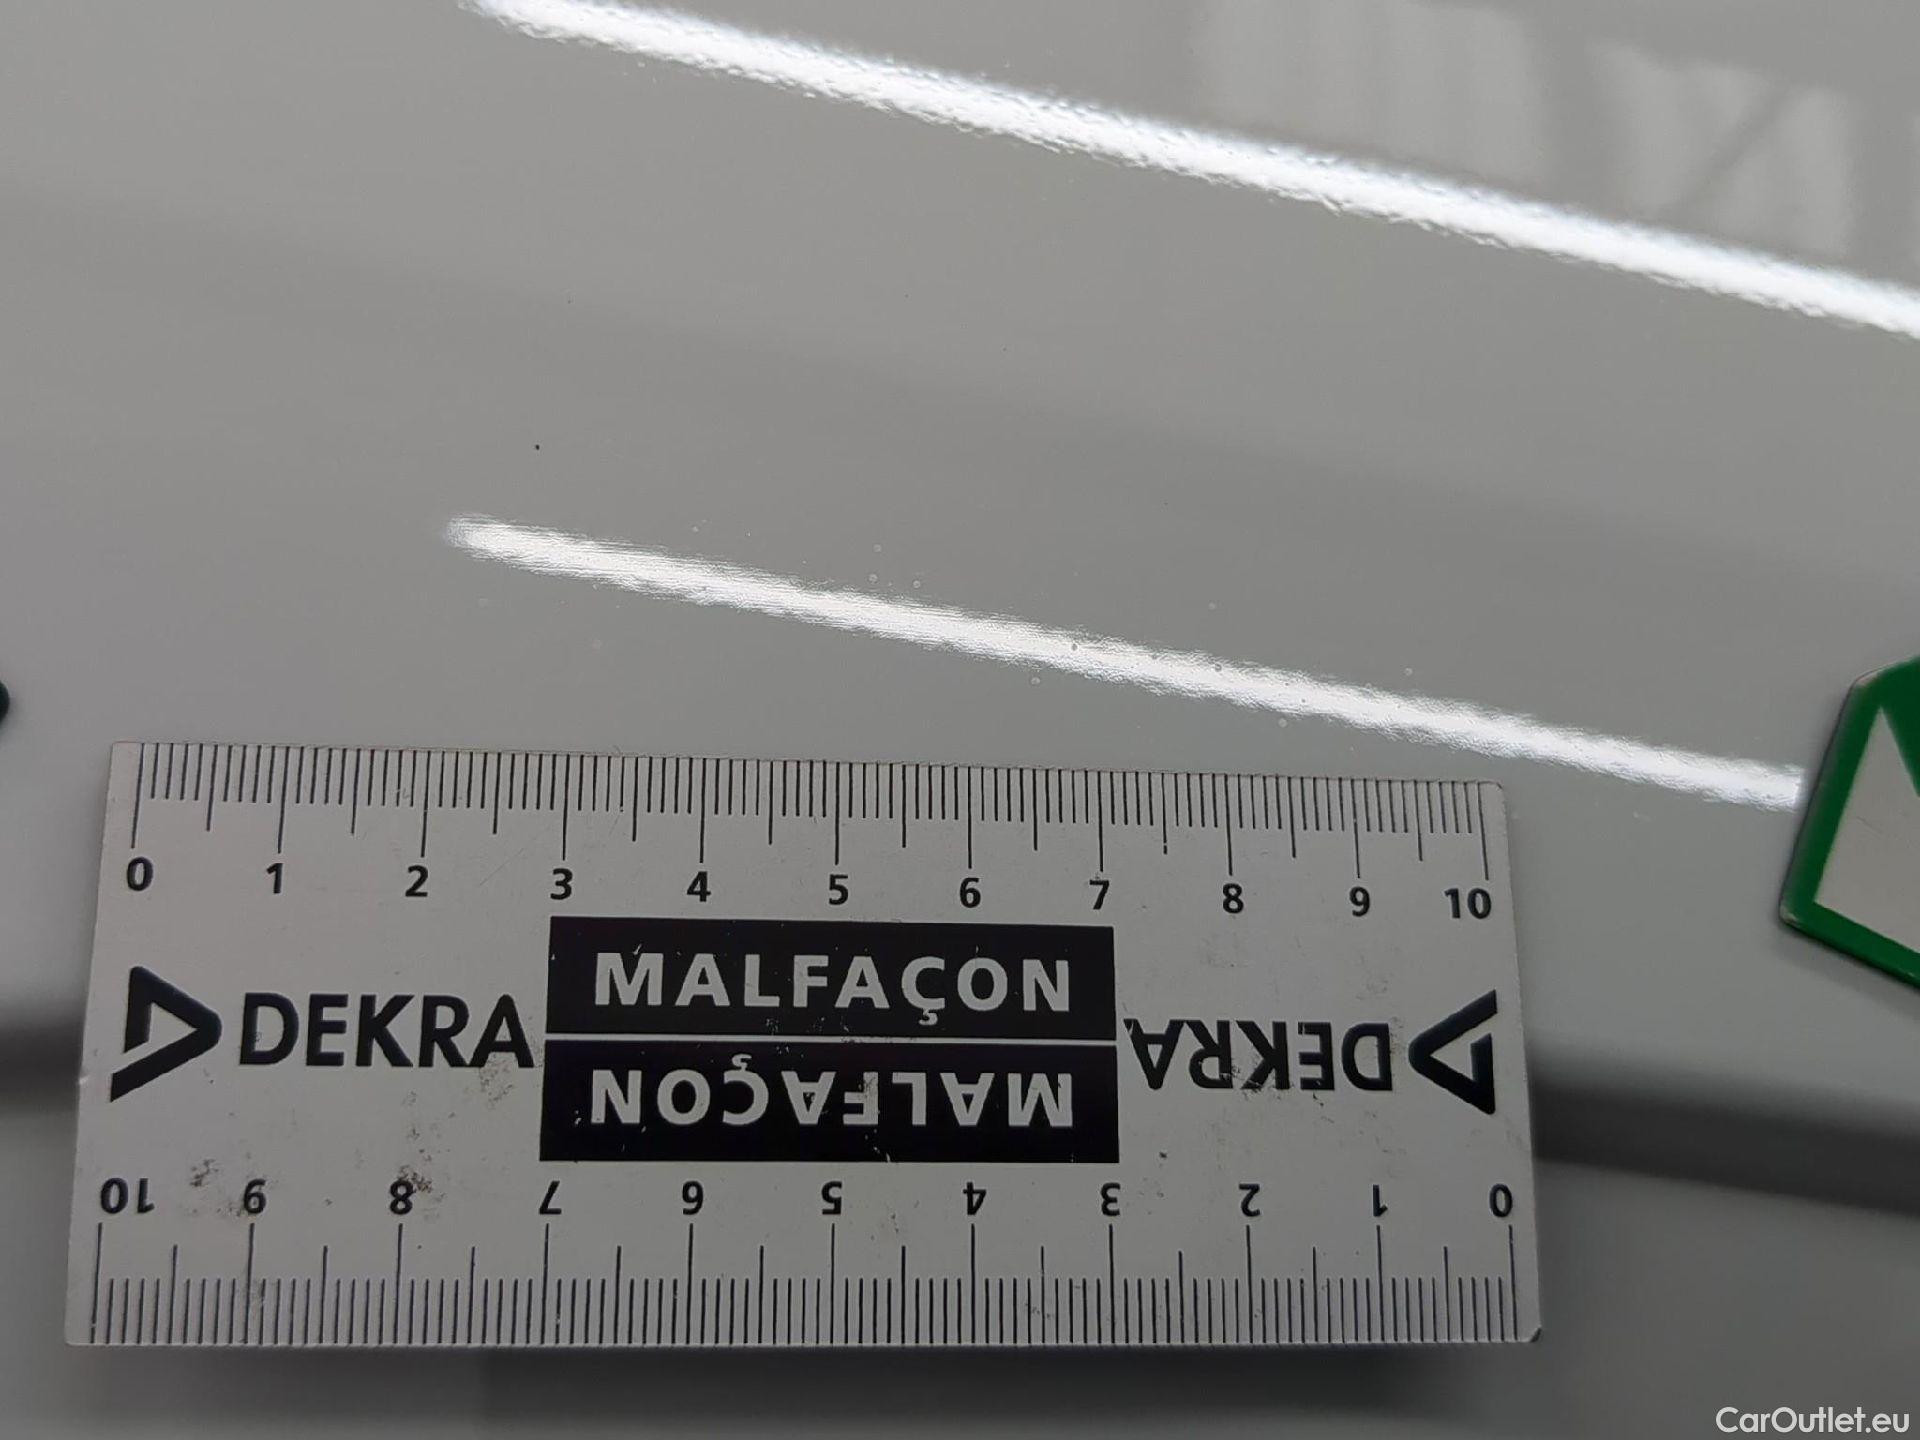 0 1 2 3 4 5 6 7 8 9 10
DEKRA MALFAÇON DEKRA
MALFAÇON
10 9 8 7 6 5 4 3 2 1 0
CarOutlet.eu